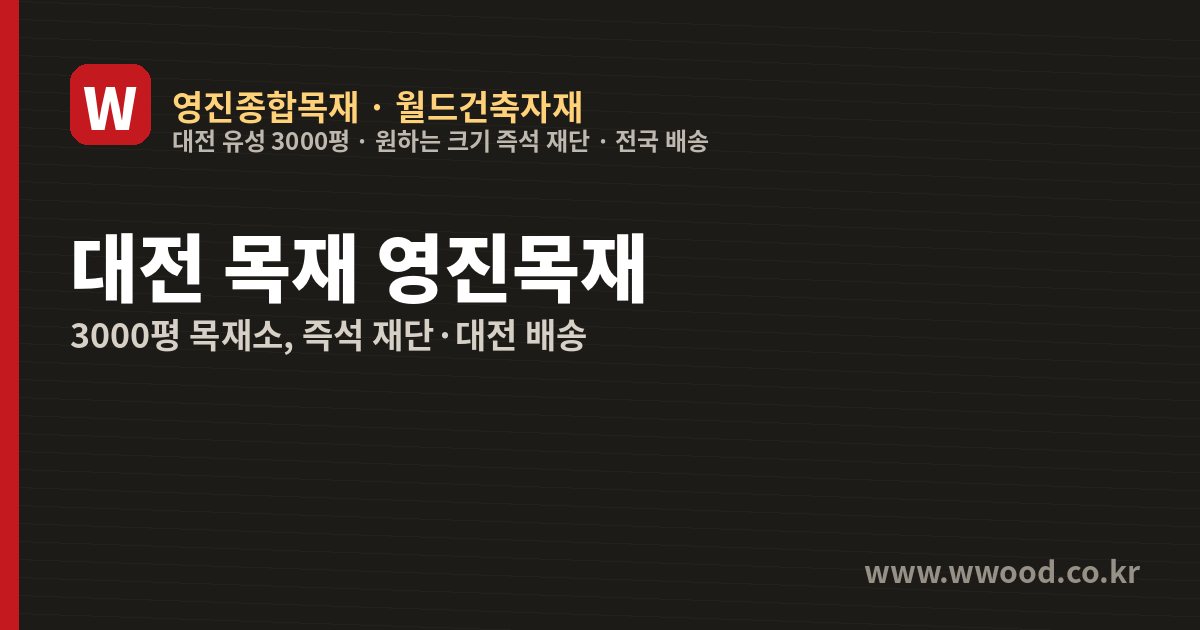 W
영진종합목재 · 월드건축자재
대전 유성 3000평 · 원하는 크기 즉석 재단 · 전국 배송
대전 목재 영진목재
3000평 목재소, 즉석 재단·대전 배송
www.wwood.co.kr